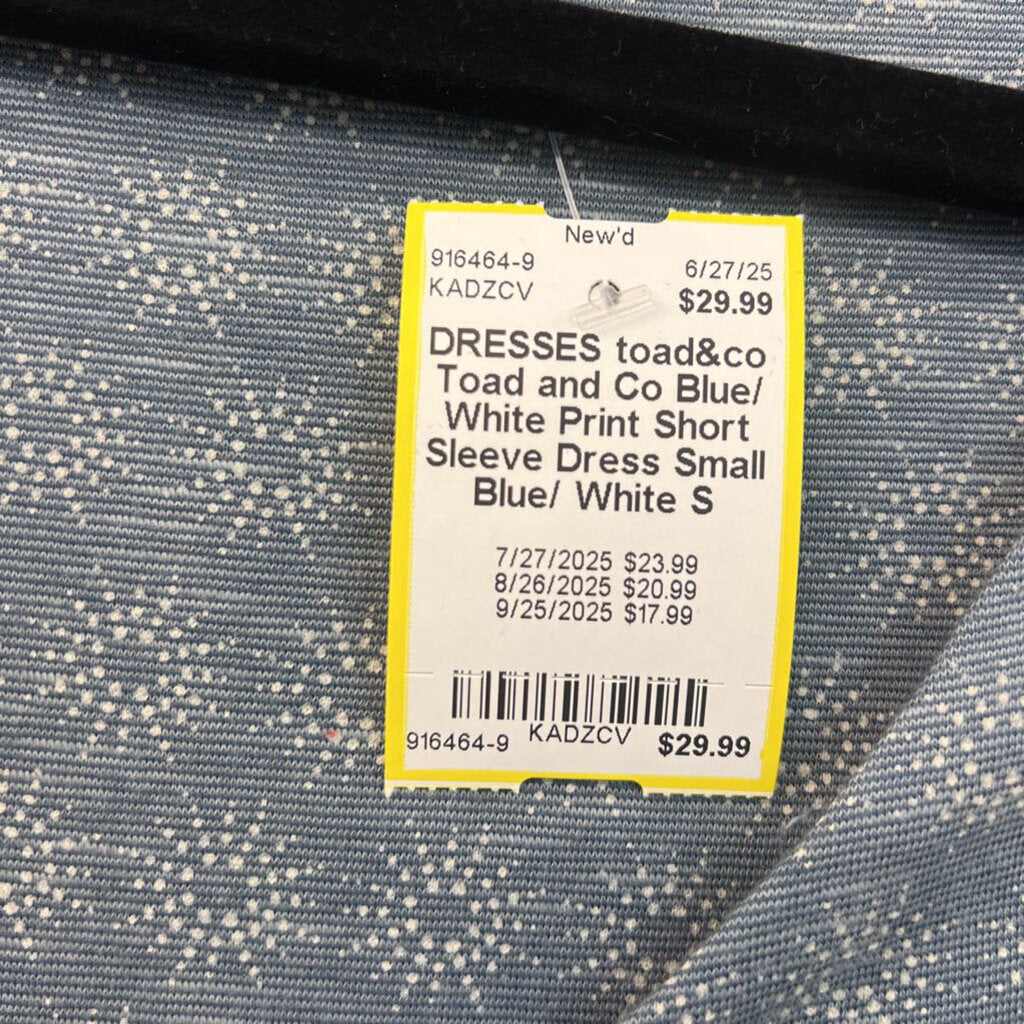 New'd
916464-9 6/27/25
KADZCV $29.99
DRESSES toad&co
Toad and Co Blue/
White Print Short
Sleeve Dress Small
Blue/ White S
7/27/2025 $23.99
8/26/2025 $20.99
9/25/2025 $17.99
916464-9 KADZCV $29.99